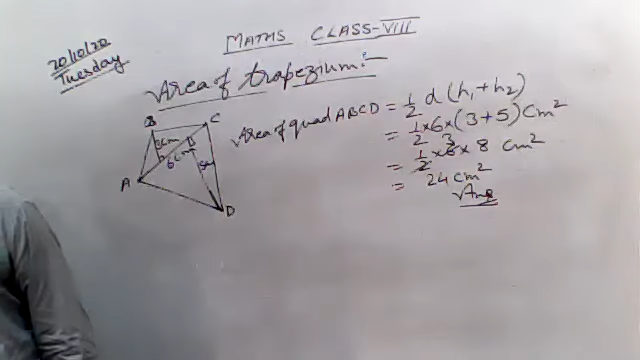 MATHS CLASS-VIII
20/10/20
Tuesday
Area of trapezium:-
Area of quad ABCD = 1/2 d (h₁ + h₂)
= 1/2 × 6 × (3 + 5) cm²
= 1/2 × 6 3 × 8 cm²
= 24 cm²
Ans
B
C
3cm
6cm
5cm
A
D